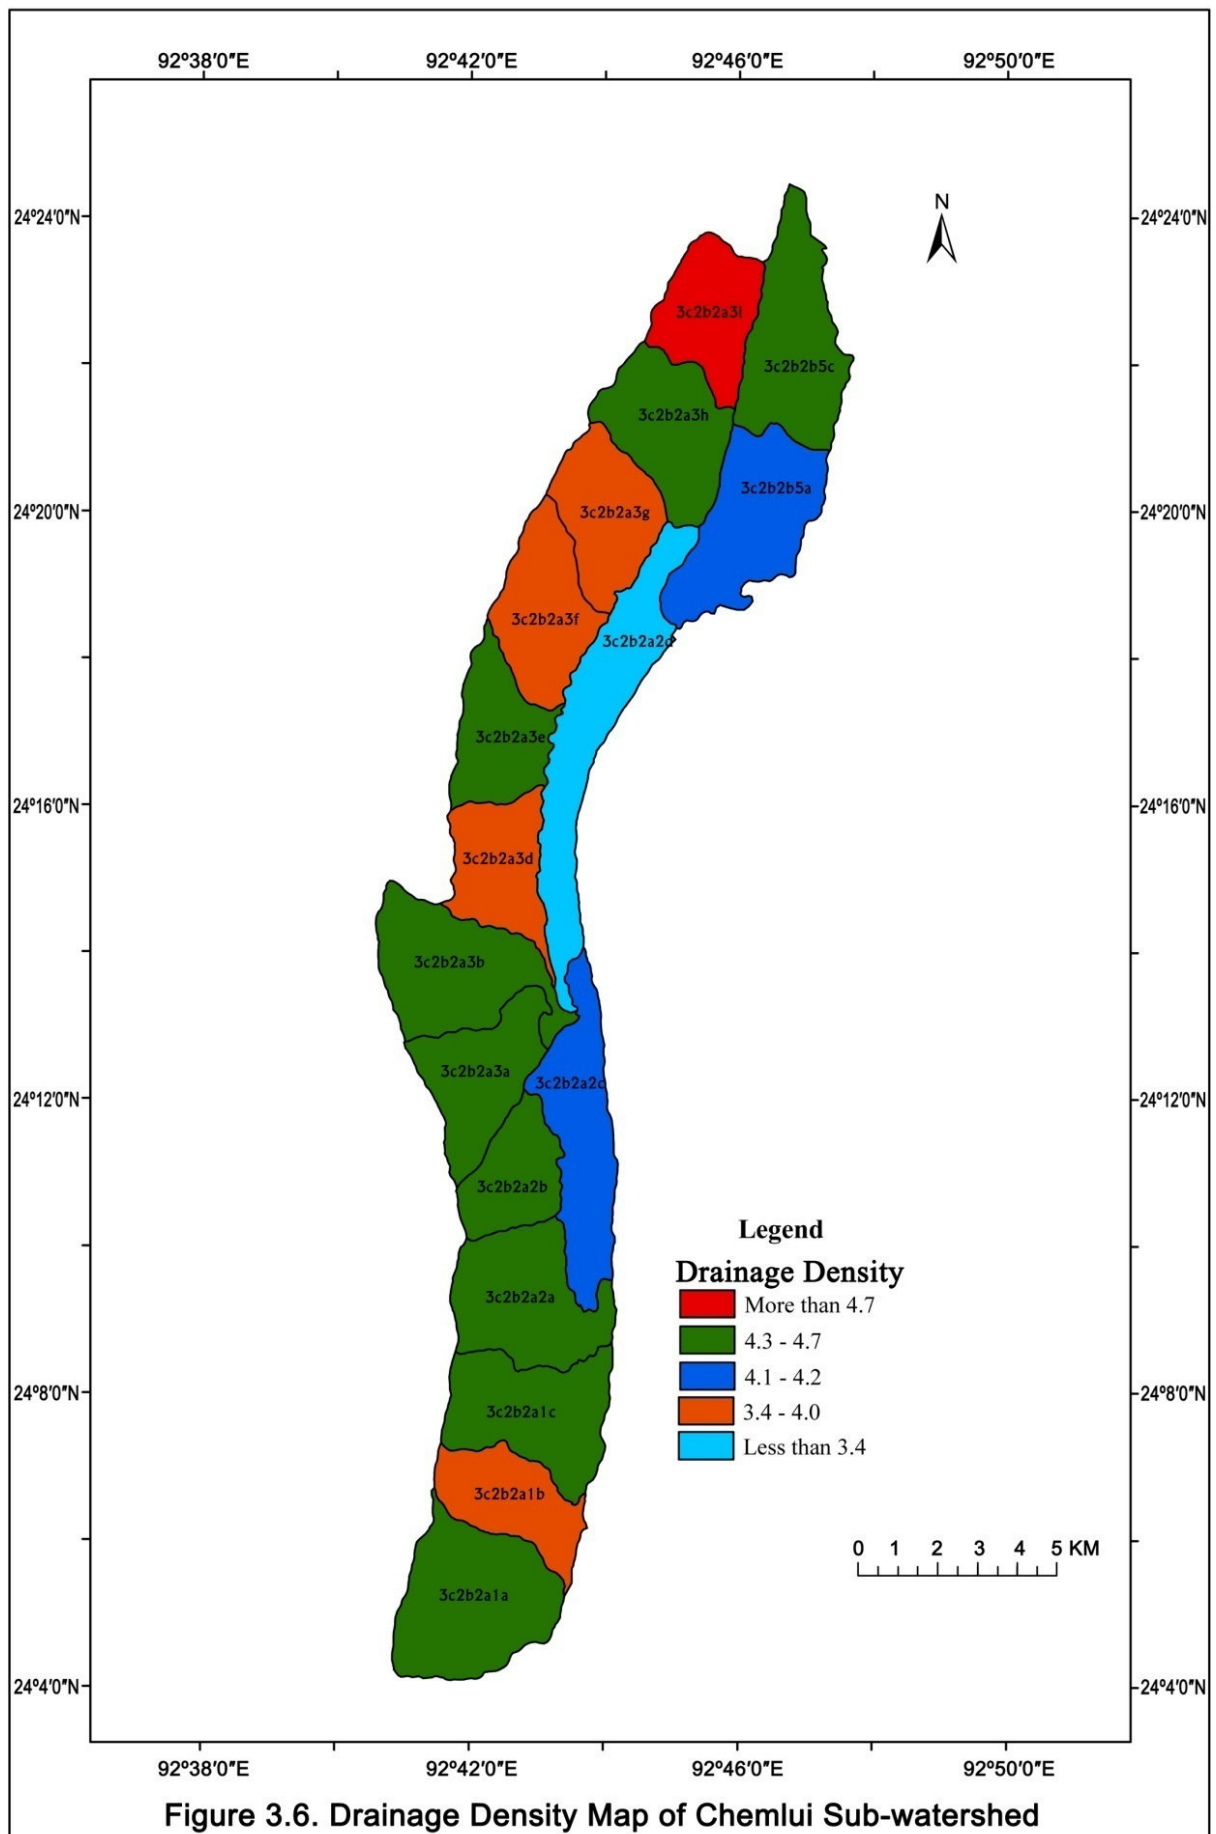 92°38'0"E 92°42'0"E 92°46'0"E 92°50'0"E
24°24'0"N 24°24'0"N
N
3c2b2a3i
3c2b2b5c
3c2b2a3h
3c2b2b5a
24°20'0"N 24°20'0"N
3c2b2a3g
3c2b2a3f
3c2b2a2d
3c2b2a3e
24°16'0"N 24°16'0"N
3c2b2a3d
3c2b2a3b
3c2b2a3a
3c2b2a2c
24°12'0"N 24°12'0"N
3c2b2a2b
3c2b2a2a
Legend
Drainage Density
More than 4.7
4.3 - 4.7
4.1 - 4.2
3.4 - 4.0
Less than 3.4
24°8'0"N 24°8'0"N
3c2b2a1c
3c2b2a1b
0 1 2 3 4 5 KM
3c2b2a1a
24°4'0"N 24°4'0"N
92°38'0"E 92°42'0"E 92°46'0"E 92°50'0"E
Figure 3.6. Drainage Density Map of Chemlui Sub-watershed